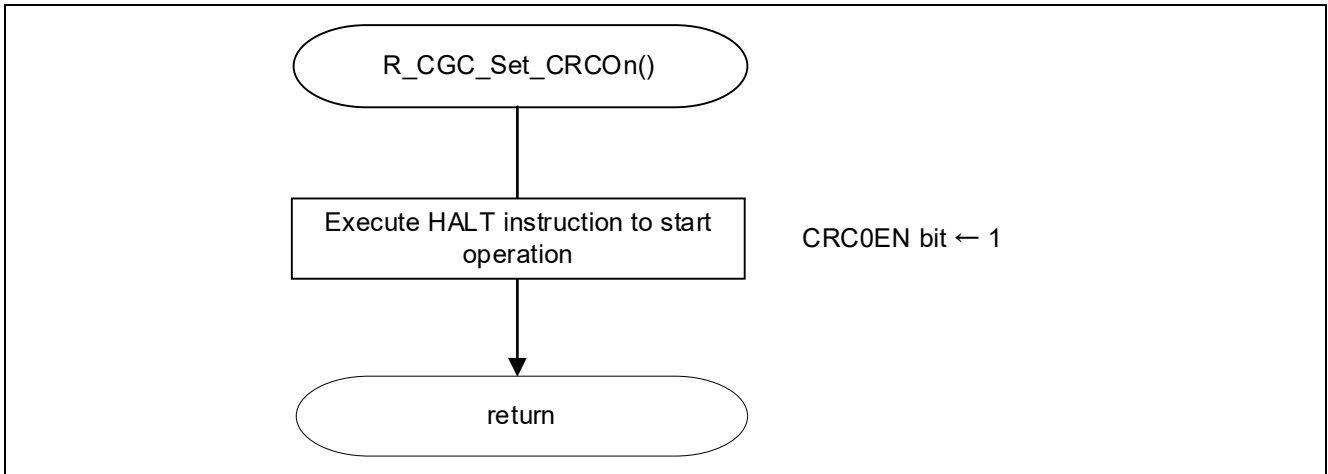 R_CGC_Set_CRCOn()
Execute HALT instruction to start
operation
CRC0EN bit ← 1
return